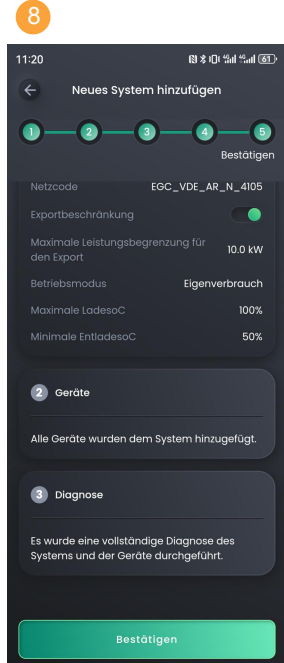 8
11:20
4G 4G 61
Neues System hinzufügen
1 2 3 4 5
Bestätigen
Netzcode EGC_VDE_AR_N_4105
Exportbeschränkung
Maximale Leistungsbegrenzung für
den Export 10.0 kW
Betriebsmodus Eigenverbrauch
Maximale LadesoC 100%
Minimale EntladesoC 50%
2 Geräte
Alle Geräte wurden dem System hinzugefügt.
3 Diagnose
Es wurde eine vollständige Diagnose des
Systems und der Geräte durchgeführt.
Bestätigen